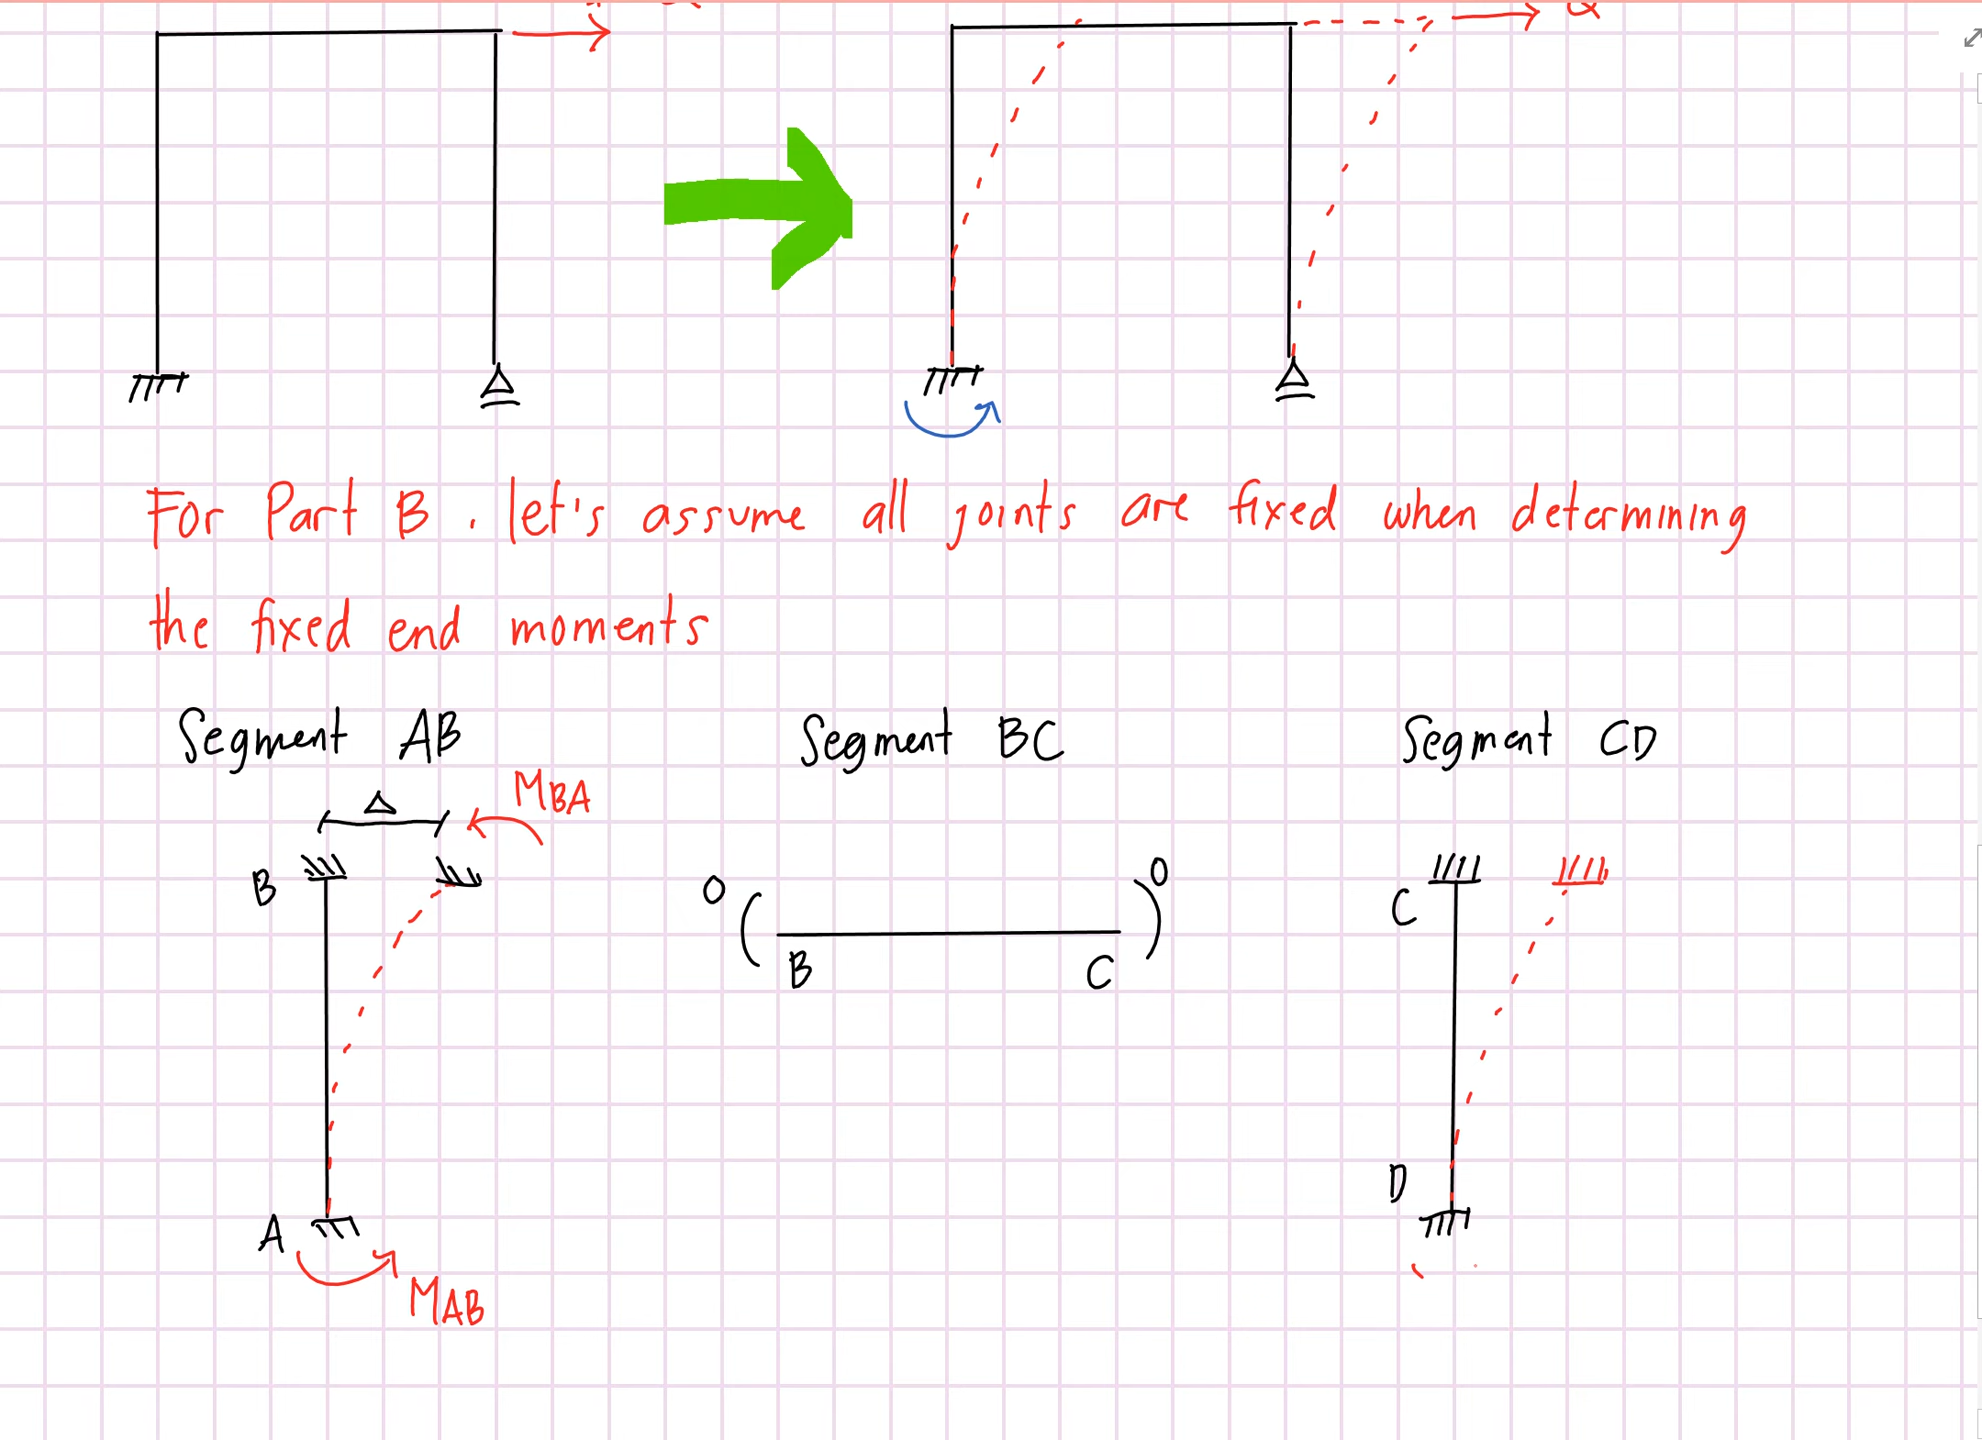 For Part B. let's assume all joints are fixed when determining
the fixed end moments
Segment AB
Segment BC
Segment CD
Δ
MBA
B
A
MAB
0
0
B
C
C
D